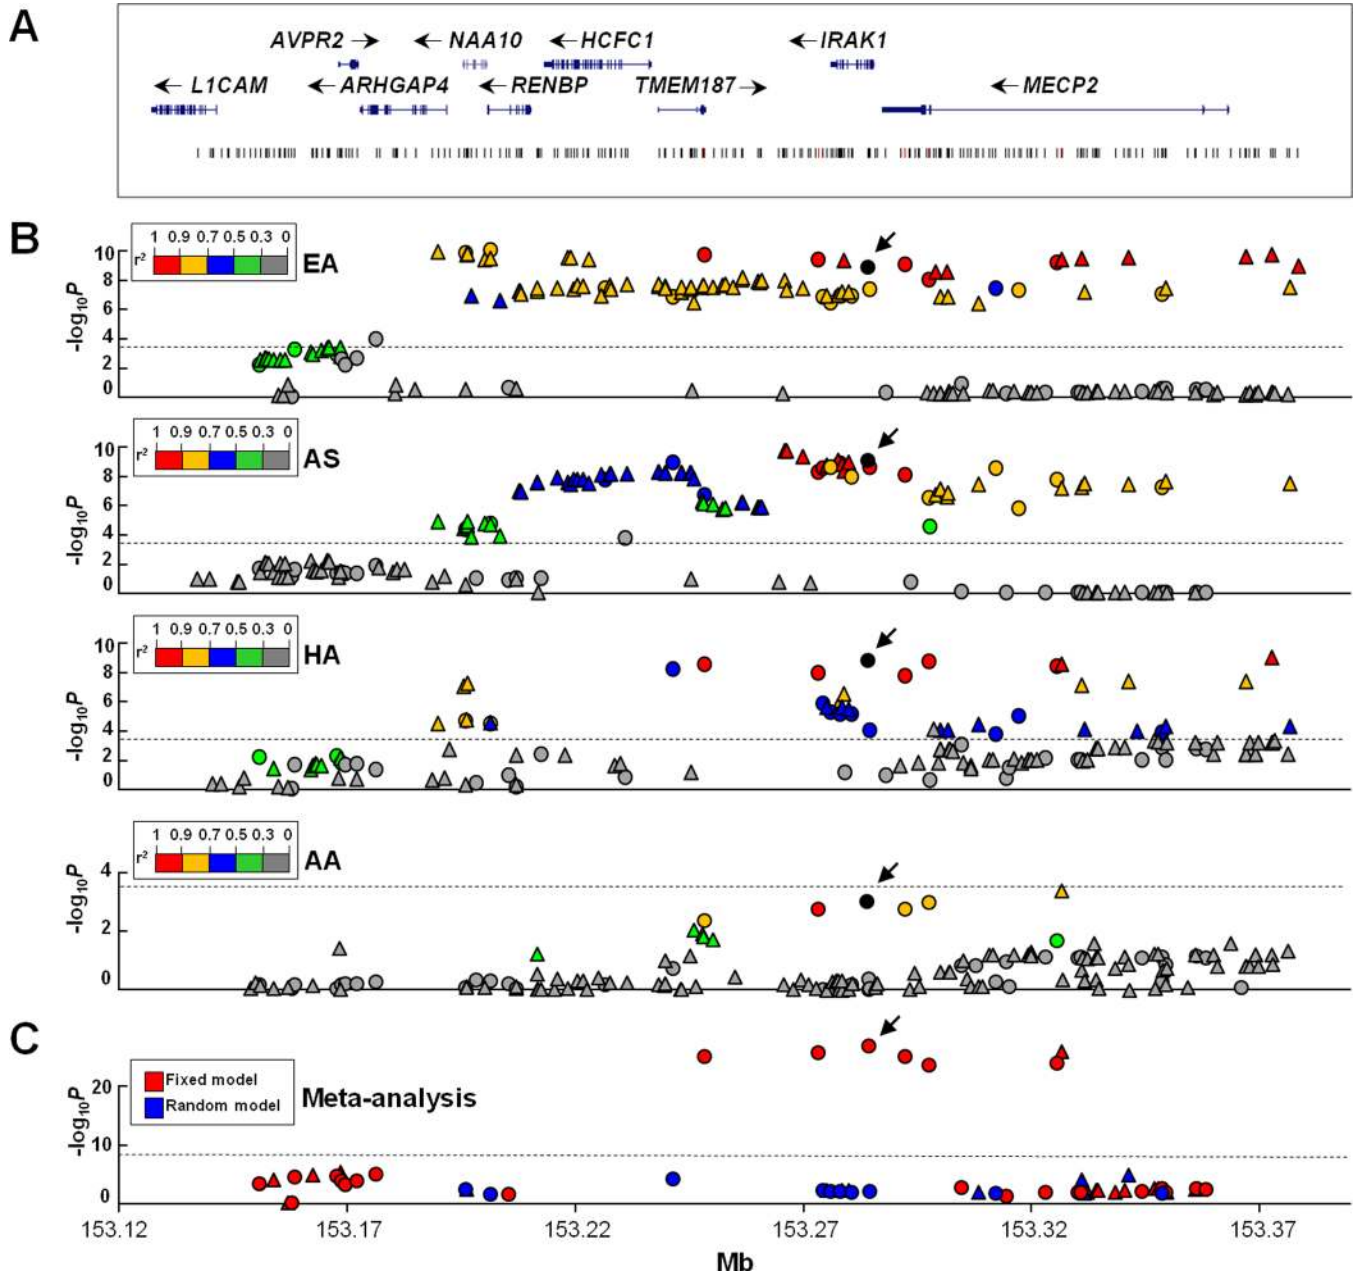 A
AVPR2 → ← NAA10 ← HCFC1 ← IRAK1
← L1CAM ← ARHGAP4 ← RENBP TMEM187 → ← MECP2
B
1 0.9 0.7 0.5 0.3 0
r² EA
-log₁₀P
10
8
6
4
2
0
1 0.9 0.7 0.5 0.3 0
r² AS
-log₁₀P
10
8
6
4
2
0
1 0.9 0.7 0.5 0.3 0
r² HA
-log₁₀P
10
8
6
4
2
0
1 0.9 0.7 0.5 0.3 0
r² AA
-log₁₀P
4
2
0
C
Fixed model
Random model
Meta-analysis
-log₁₀P
20
10
0
153.12 153.17 153.22 153.27 153.32 153.37
Mb